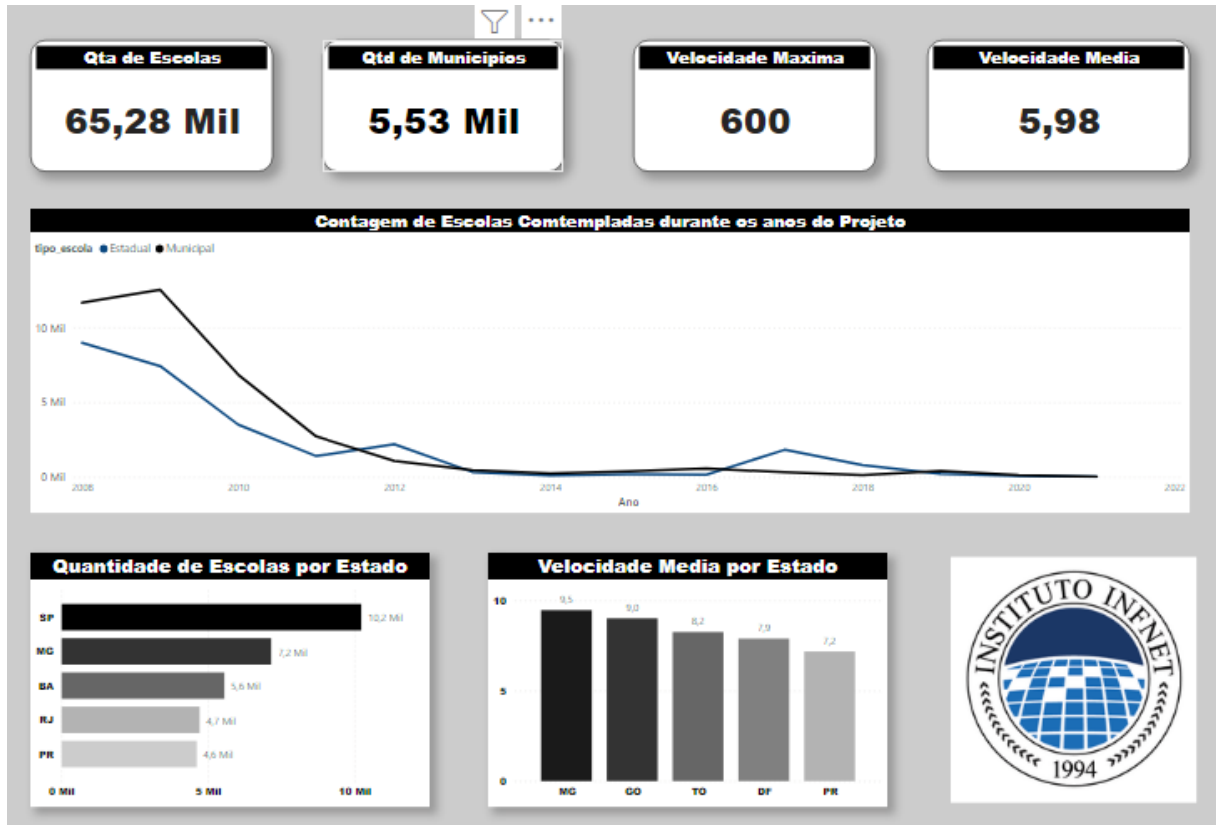 Qta de Escolas
65,28 Mil
Qtd de Municipios
5,53 Mil
Velocidade Maxima
600
Velocidade Media
5,98
Contagem de Escolas Comtempladas durante os anos do Projeto
tipo_escola Estadual Municipal
10 Mil
5 Mil
0 Mil
2008 2010 2012 2014 2016 2018 2020 2022
Ano
Quantidade de Escolas por Estado
SP 10,2 Mil
MG 7,2 Mil
BA 5,6 Mil
RJ 4,7 Mil
PR 4,6 Mil
0 Mil 5 Mil 10 Mil
Velocidade Media por Estado
10
5
0
9,5 9,0 8,2 7,9 7,2
MG GO TO DF PR
INSTITUTO INFNET
1994